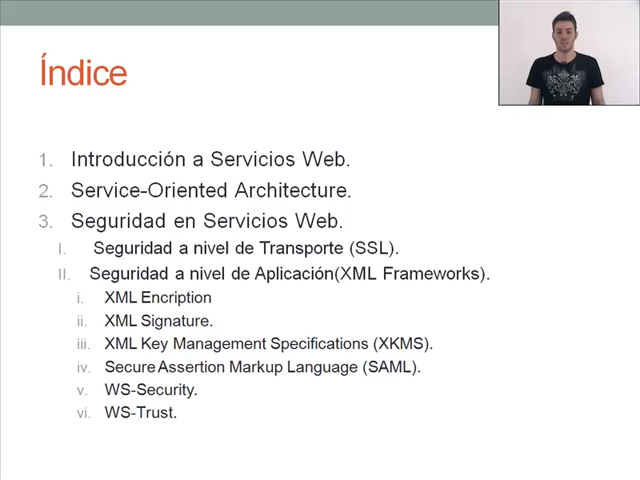 Índice
1. Introducción a Servicios Web.
2. Service-Oriented Architecture.
3. Seguridad en Servicios Web.
I. Seguridad a nivel de Transporte (SSL).
II. Seguridad a nivel de Aplicación(XML Frameworks).
i. XML Encription
ii. XML Signature.
iii. XML Key Management Specifications (XKMS).
iv. Secure Assertion Markup Language (SAML).
v. WS-Security.
vi. WS-Trust.